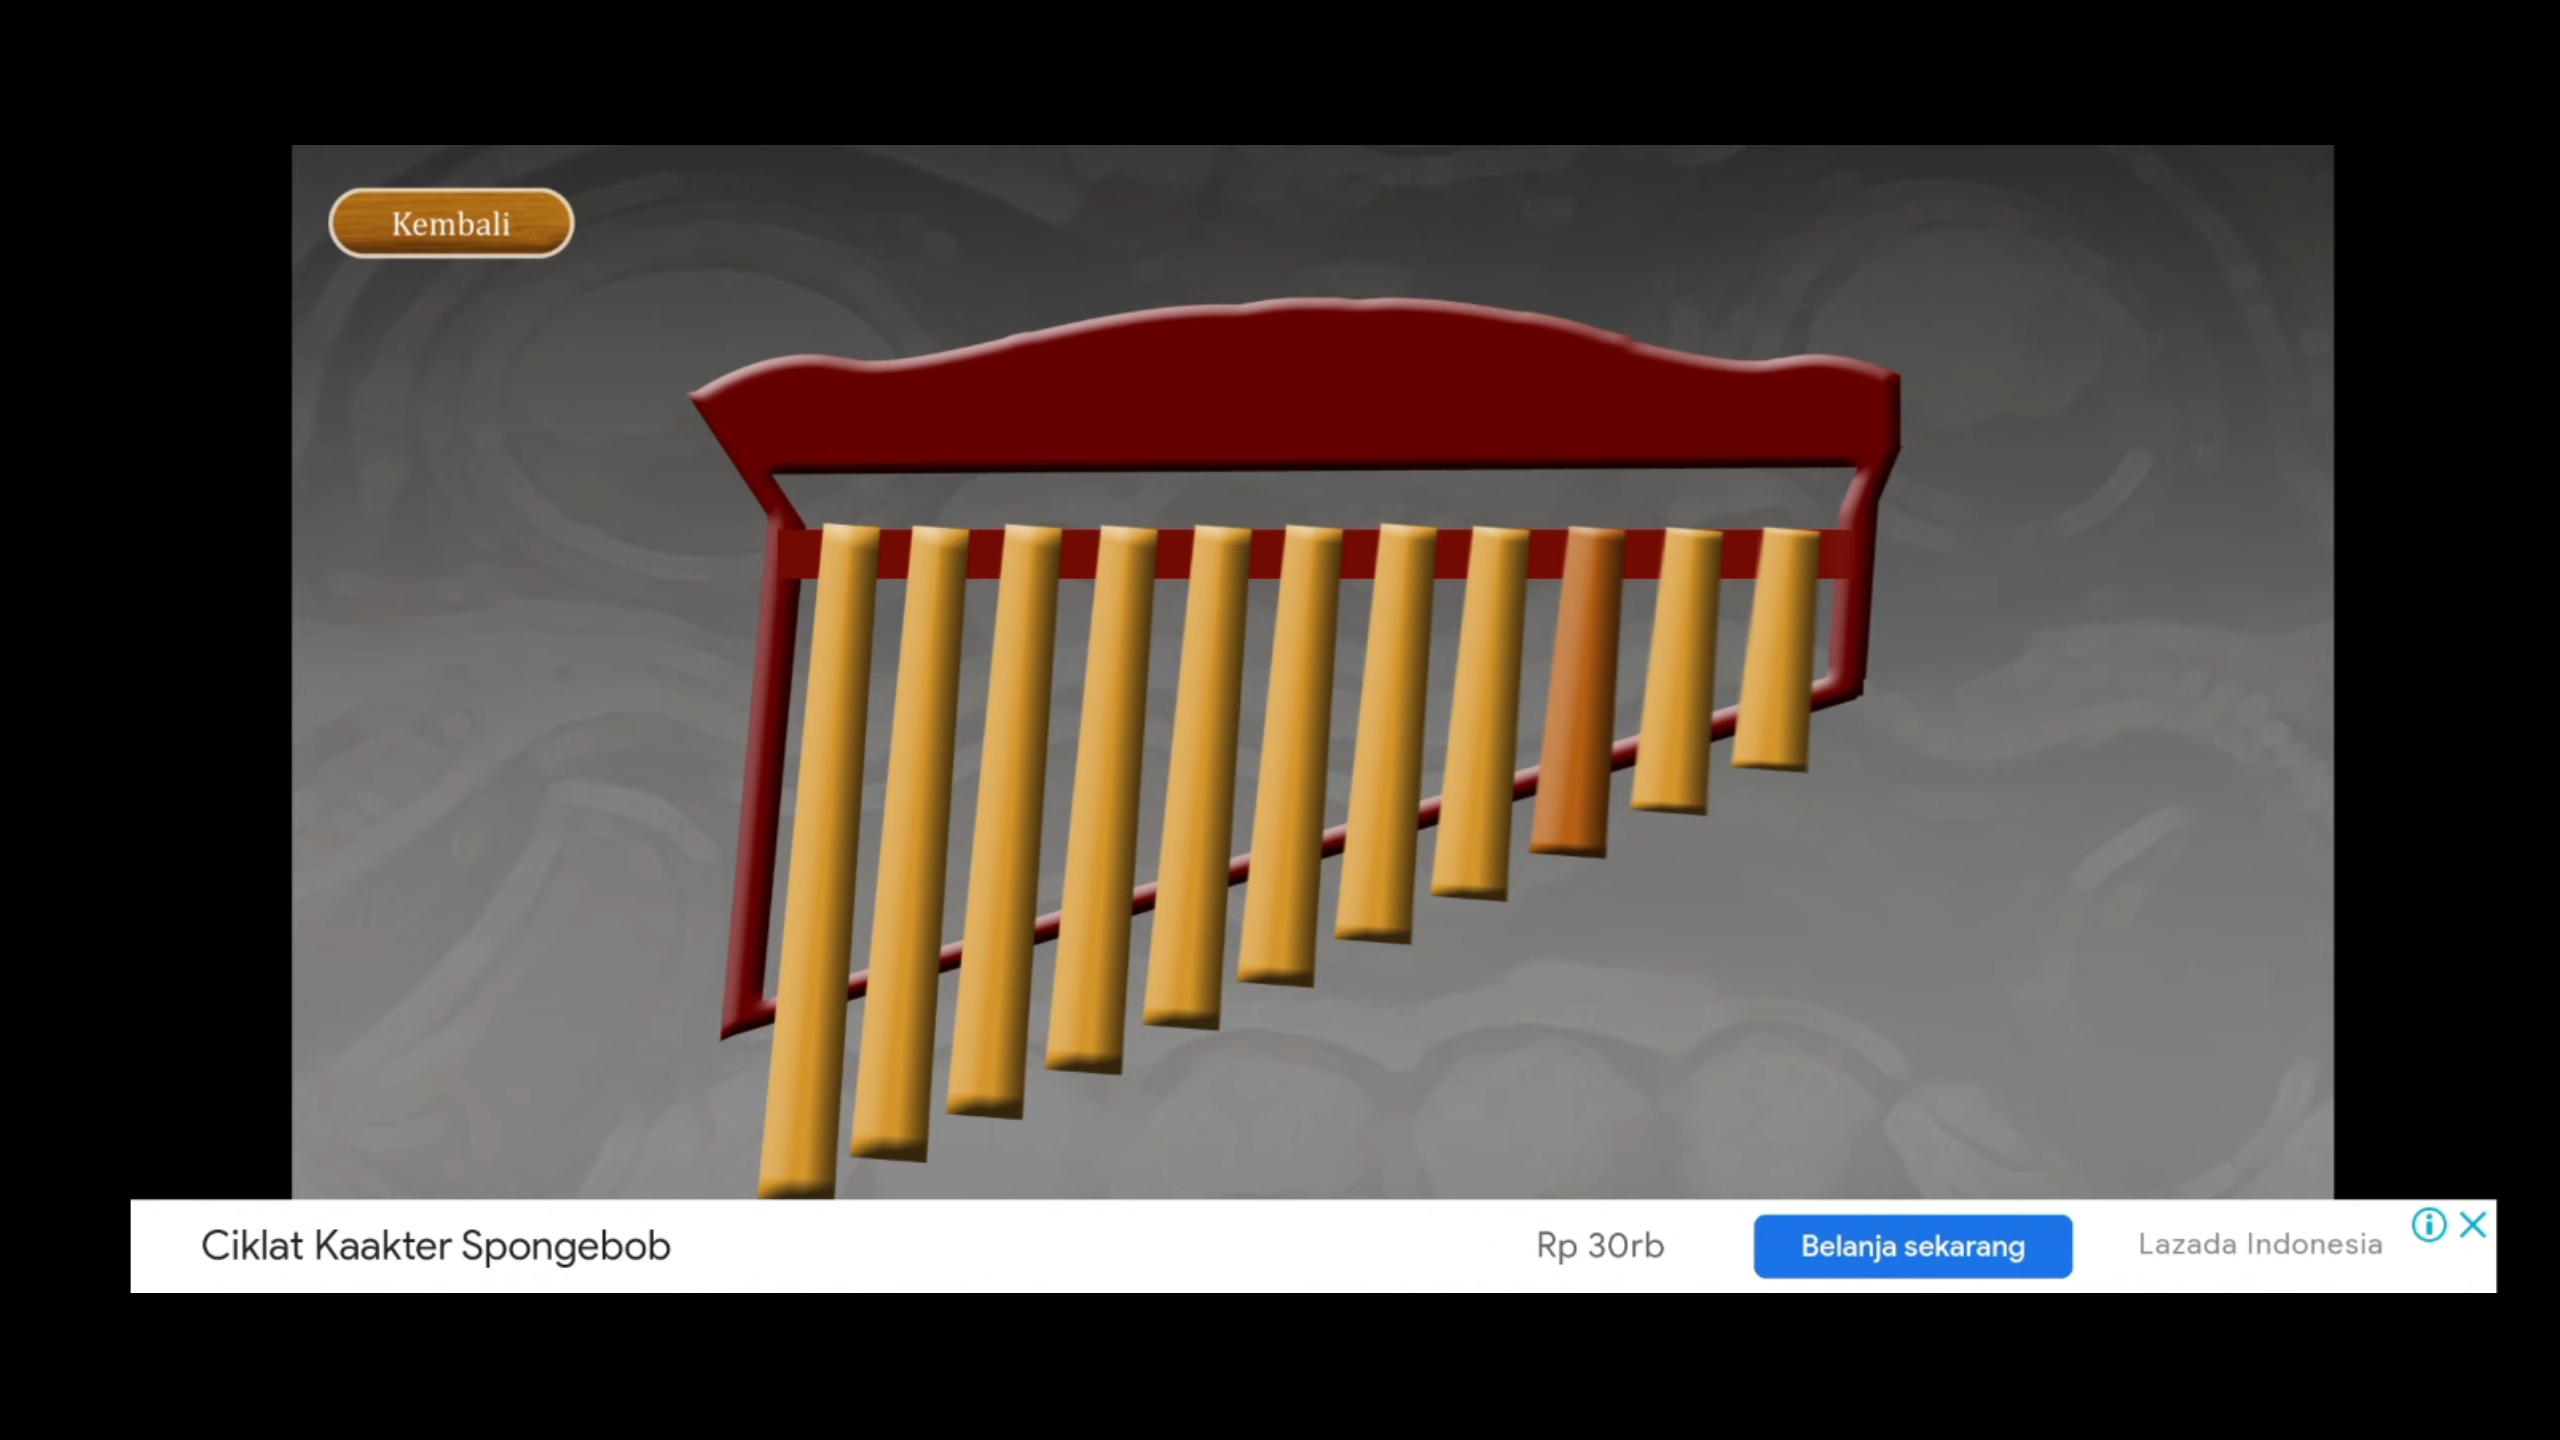 Kembali
Ciklat Kaakter Spongebob
Rp 30rb
Belanja sekarang
Lazada Indonesia